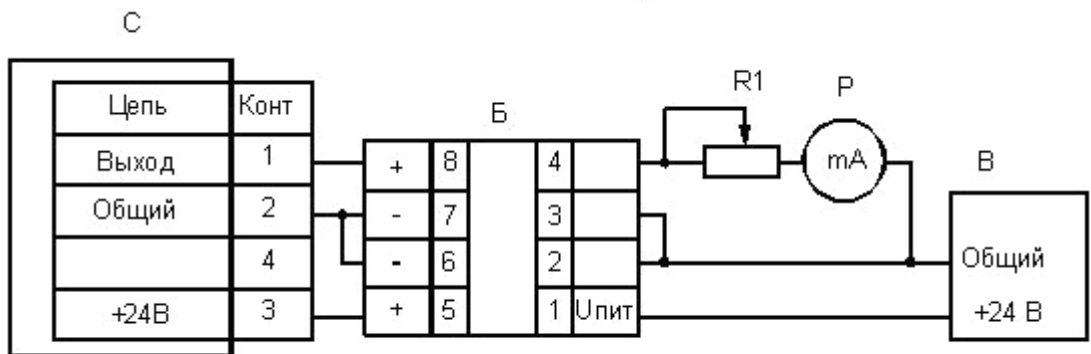 С
Цепь Конт
Выход 1
Общий 2
4
+24В 3
Б
+ 8 4
- 7 3
- 6 2
+ 5 1 Uпит
R1
P
mA
В
Общий
+24 В